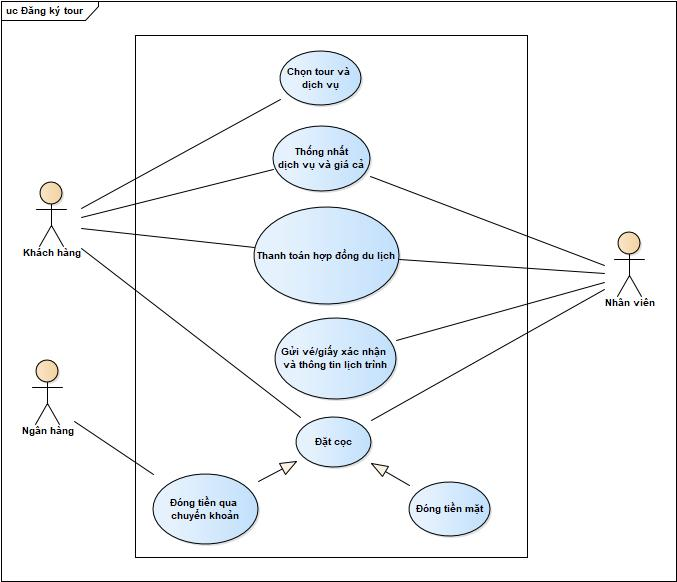 uc Đăng ký tour
Chọn tour và
dịch vụ
Thống nhất
dịch vụ và giá cả
Khách hàng
Thanh toán hợp đồng du lịch
Nhân viên
Gửi vé/giấy xác nhận
và thông tin lịch trình
Ngân hàng
Đặt cọc
Đóng tiền qua
chuyển khoản
Đóng tiền mặt